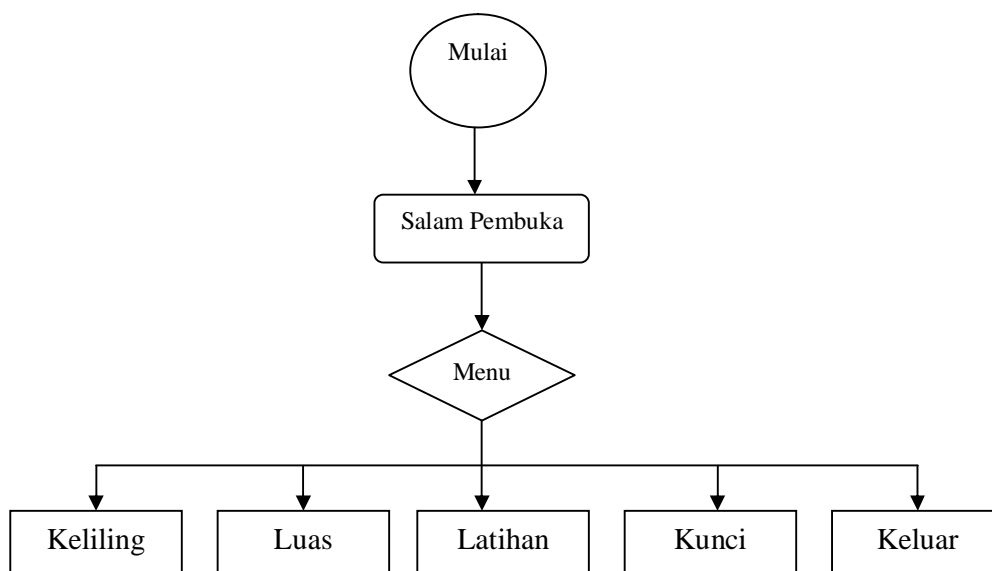 Mulai
Salam Pembuka
Menu
Keliling
Luas
Latihan
Kunci
Keluar